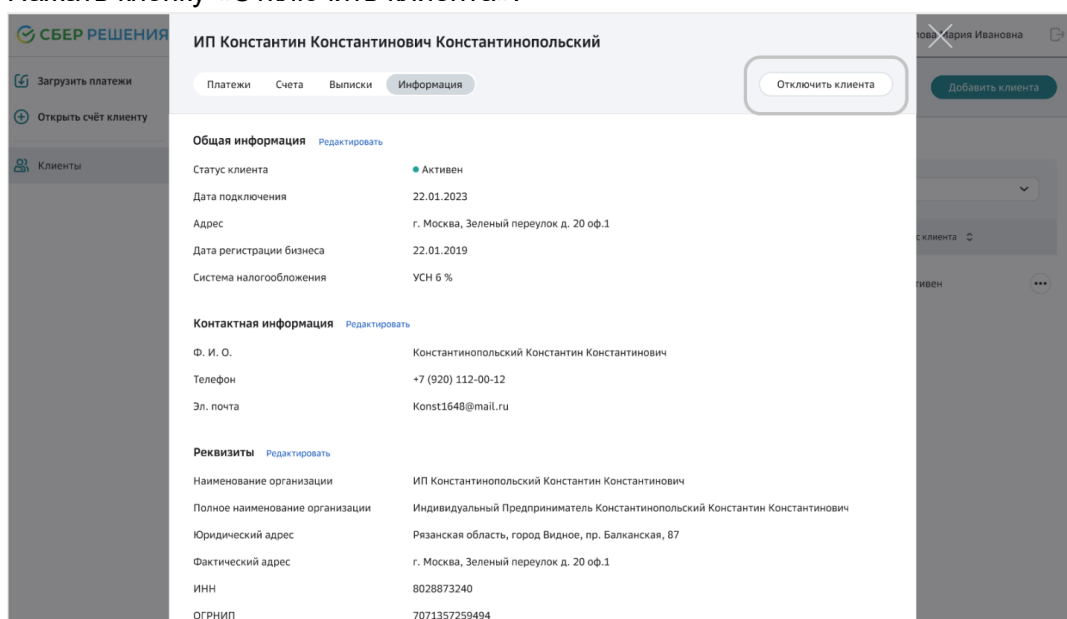 СБЕР РЕШЕНИЯ
ИП Константин Константинович Константинопольский
Мария Ивановна
Загрузить платежи
Платежи Счета Выписки Информация
Отключить клиента
Добавить клиента
Открыть счёт клиенту
Клиенты
Общая информация Редактировать
Статус клиента Активен
Дата подключения 22.01.2023
Адрес г. Москва, Зеленый переулок д. 20 оф.1
клиента
Дата регистрации бизнеса 22.01.2019
Система налогообложения УСН 6 %
Контактная информация Редактировать
Ф. И. О. Константинопольский Константин Константинович
Телефон +7 (920) 112-00-12
Эл. почта Konst1648@mail.ru
Реквизиты Редактировать
Наименование организации ИП Константинопольский Константин Константинович
Полное наименование организации Индивидуальный Предприниматель Константинопольский Константин Константинович
Юридический адрес Рязанская область, город Видное, пр. Балканская, 87
Фактический адрес г. Москва, Зеленый переулок д. 20 оф.1
ИНН 8028873240
ОГРНИП 7071357259494